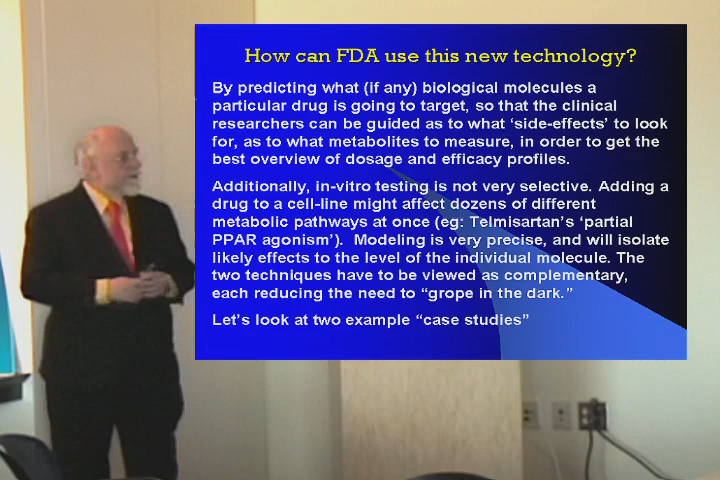 How can FDA use this new technology?
By predicting what (if any) biological molecules a
particular drug is going to target, so that the clinical
researchers can be guided as to what ‘side-effects’ to look
for, as to what metabolites to measure, in order to get the
best overview of dosage and efficacy profiles.
Additionally, in-vitro testing is not very selective. Adding a
drug to a cell-line might affect dozens of different
metabolic pathways at once (eg: Telmisartan’s ‘partial
PPAR agonism’).  Modeling is very precise, and will isolate
likely effects to the level of the individual molecule. The
two techniques have to be viewed as complementary,
each reducing the need to “grope in the dark.”
Let’s look at two example “case studies”